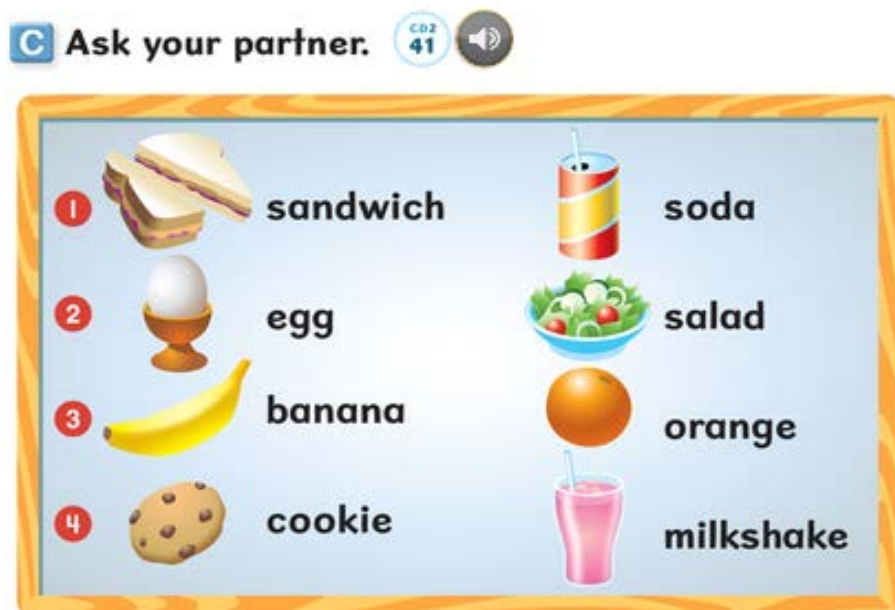 C Ask your partner. CD2 41
1 sandwich soda
2 egg salad
3 banana orange
4 cookie milkshake